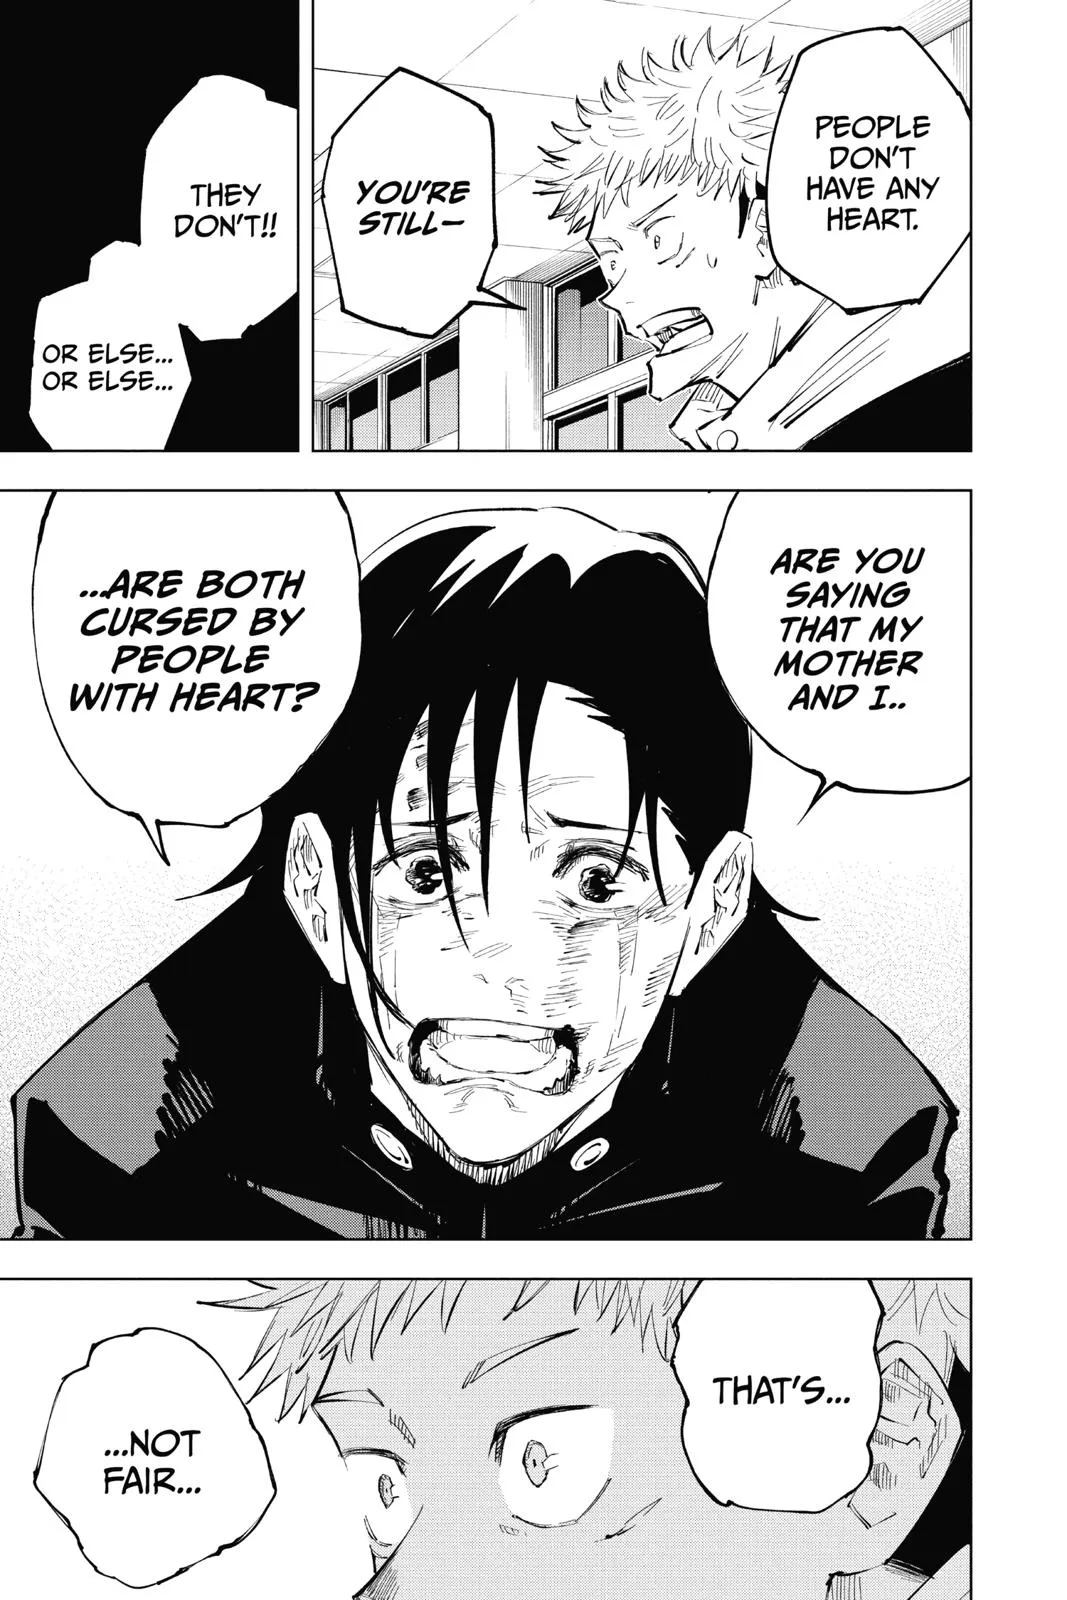 PEOPLE
DON'T
HAVE ANY
HEART.
YOU'RE
STILL—
THEY
DON'T!!
OR ELSE...
OR ELSE...
ARE YOU
SAYING
THAT MY
MOTHER
AND I..
...ARE BOTH
CURSED BY
PEOPLE
WITH HEART?
THAT'S...
...NOT
FAIR...